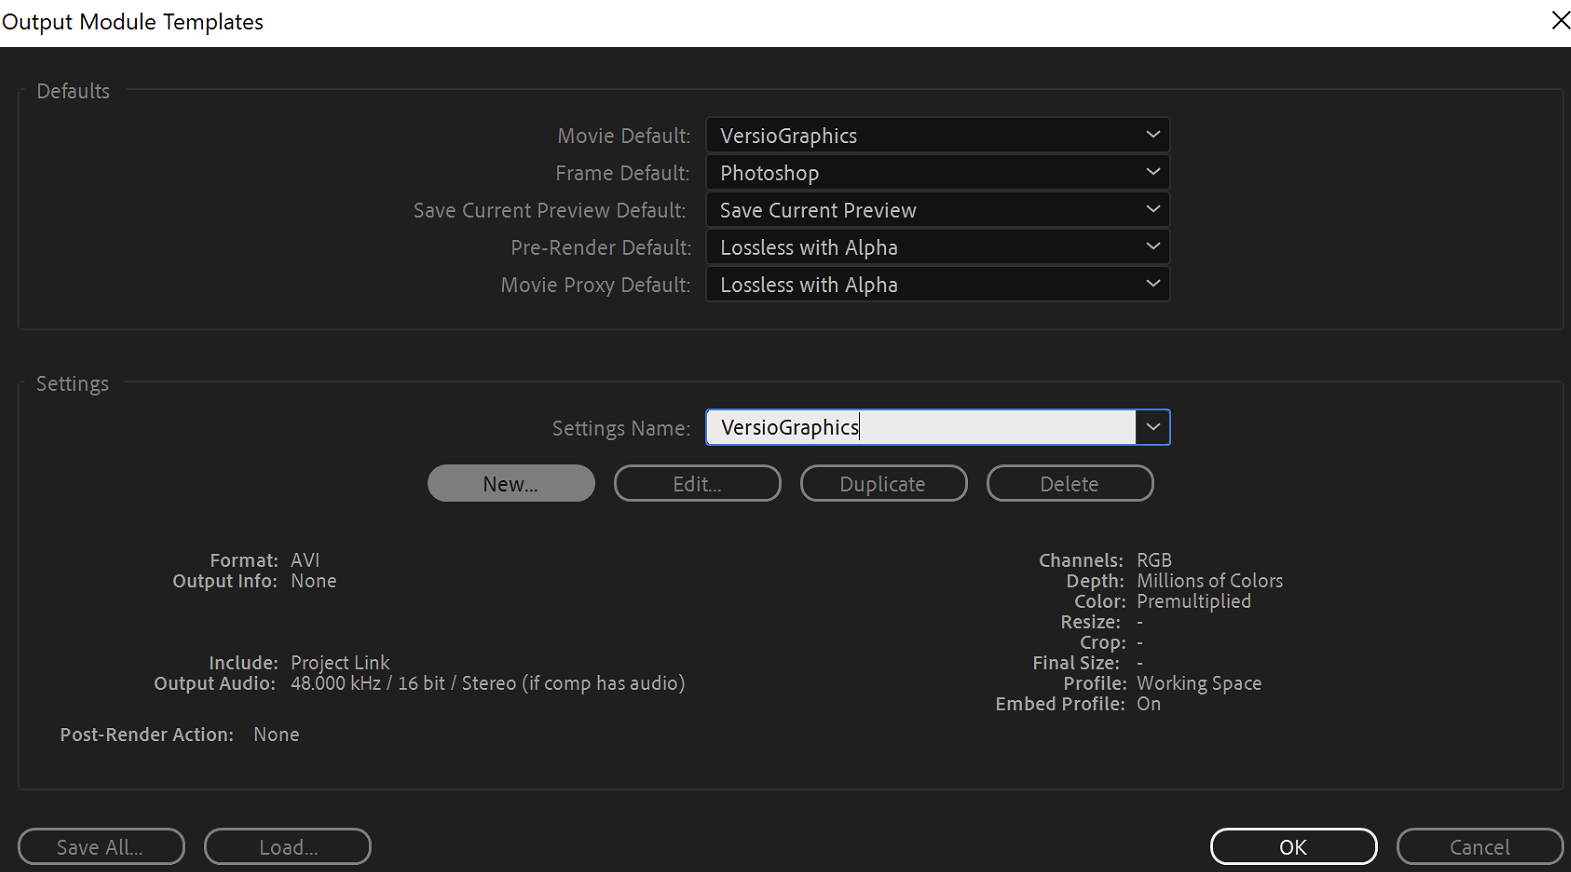 Output Module Templates
Defaults
Movie Default: VersioGraphics
Frame Default: Photoshop
Save Current Preview Default: Save Current Preview
Pre-Render Default: Lossless with Alpha
Movie Proxy Default: Lossless with Alpha
Settings
Settings Name: VersioGraphics
New... Edit... Duplicate Delete
Format: AVI
Output Info: None
Include: Project Link
Output Audio: 48.000 kHz / 16 bit / Stereo (if comp has audio)
Post-Render Action: None
Channels: RGB
Depth: Millions of Colors
Color: Premultiplied
Resize: -
Crop: -
Final Size: -
Profile: Working Space
Embed Profile: On
Save All... Load... OK Cancel